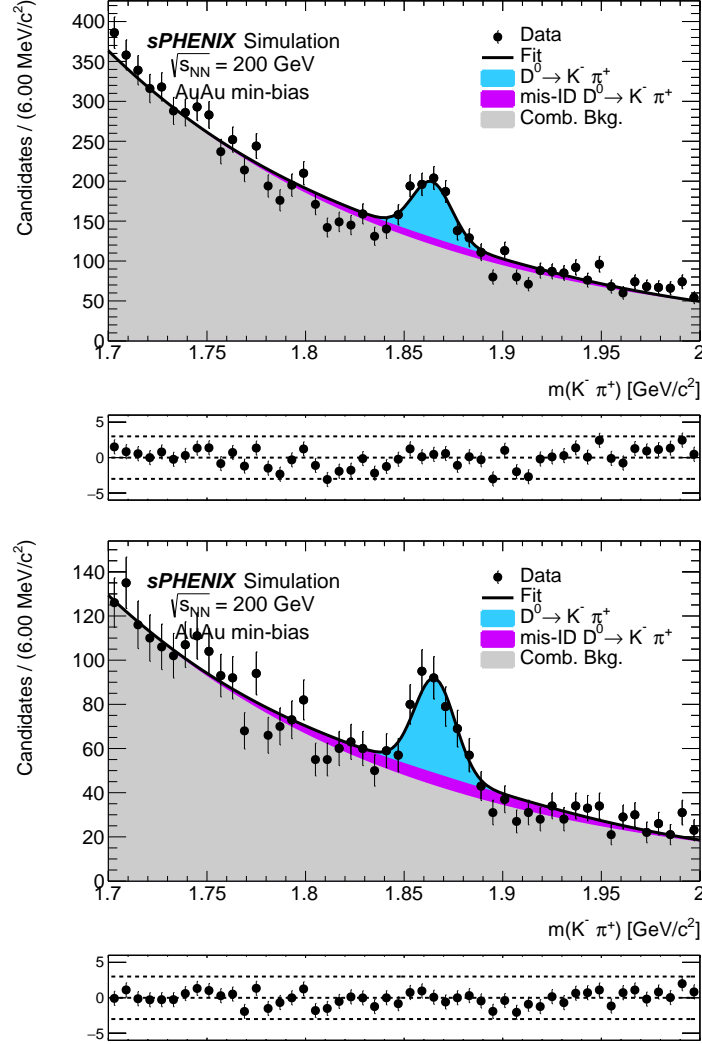 400
350
300
250
200
150
100
50
0
Candidates / (6.00 MeV/c²)
sPHENIX Simulation
√s_NN = 200 GeV
AuAu min-bias
Data
Fit
D⁰→ K⁻ π⁺
mis-ID D⁰→ K⁻ π⁺
Comb. Bkg.
1.7 1.75 1.8 1.85 1.9 1.95 2
m(K⁻ π⁺) [GeV/c²]
5
0
−5
140
120
100
80
60
40
20
0
Candidates / (6.00 MeV/c²)
sPHENIX Simulation
√s_NN = 200 GeV
AuAu min-bias
Data
Fit
D⁰→ K⁻ π⁺
mis-ID D⁰→ K⁻ π⁺
Comb. Bkg.
1.7 1.75 1.8 1.85 1.9 1.95 2
m(K⁻ π⁺) [GeV/c²]
5
0
−5